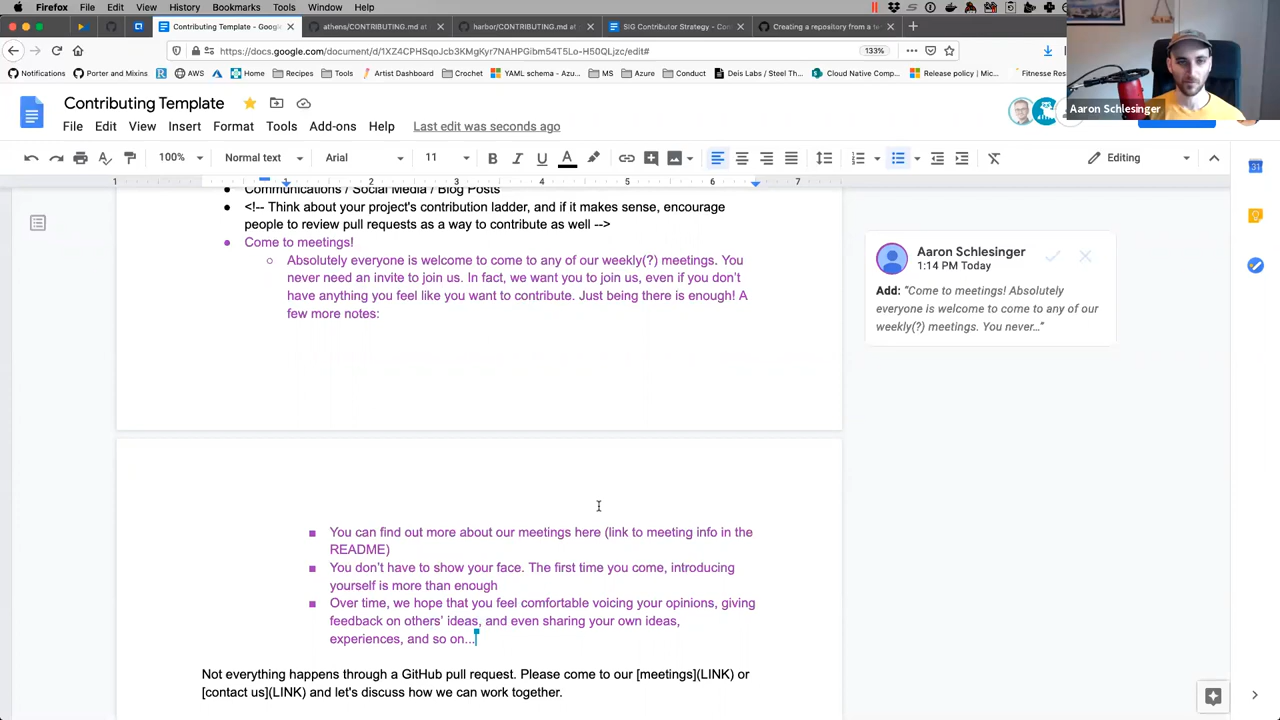 Firefox File Edit View History Bookmarks Tools Window Help
Contributing Template - Goog
athens/CONTRIBUTING.md at
harbor/CONTRIBUTING.md at
SIG Contributor Strategy - Go
Creating a repository from a te
https://docs.google.com/document/d/1XZ4CPHSqoJcb3KMgKyr7NAHPGibm54T5Lo-H50QLjzc/edit#
133%
Notifications Porter and Mixins AWS Home Recipes Tools Artist Dashboard Crochet YAML schema - Azu... MS Azure Conduct Deis Labs / Steel Th... Cloud Native Comp... Release policy | Mic... Fitnesse Res
Aaron Schlesinger
Contributing Template
File Edit View Insert Format Tools Add-ons Help Last edit was seconds ago
100% Normal text Arial 11 Editing
1 1 2 3 4 5 6 7
Communications / Social Media / Blog Posts
<!-- Think about your project's contribution ladder, and if it makes sense, encourage
people to review pull requests as a way to contribute as well -->
Come to meetings!
Absolutely everyone is welcome to come to any of our weekly(?) meetings. You
never need an invite to join us. In fact, we want you to join us, even if you don't
have anything you feel like you want to contribute. Just being there is enough! A
few more notes:
Aaron Schlesinger
1:14 PM Today
Add: "Come to meetings! Absolutely
everyone is welcome to come to any of our
weekly(?) meetings. You never…"
You can find out more about our meetings here (link to meeting info in the
README)
You don't have to show your face. The first time you come, introducing
yourself is more than enough
Over time, we hope that you feel comfortable voicing your opinions, giving
feedback on others' ideas, and even sharing your own ideas,
experiences, and so on...
Not everything happens through a GitHub pull request. Please come to our [meetings](LINK) or
[contact us](LINK) and let's discuss how we can work together.